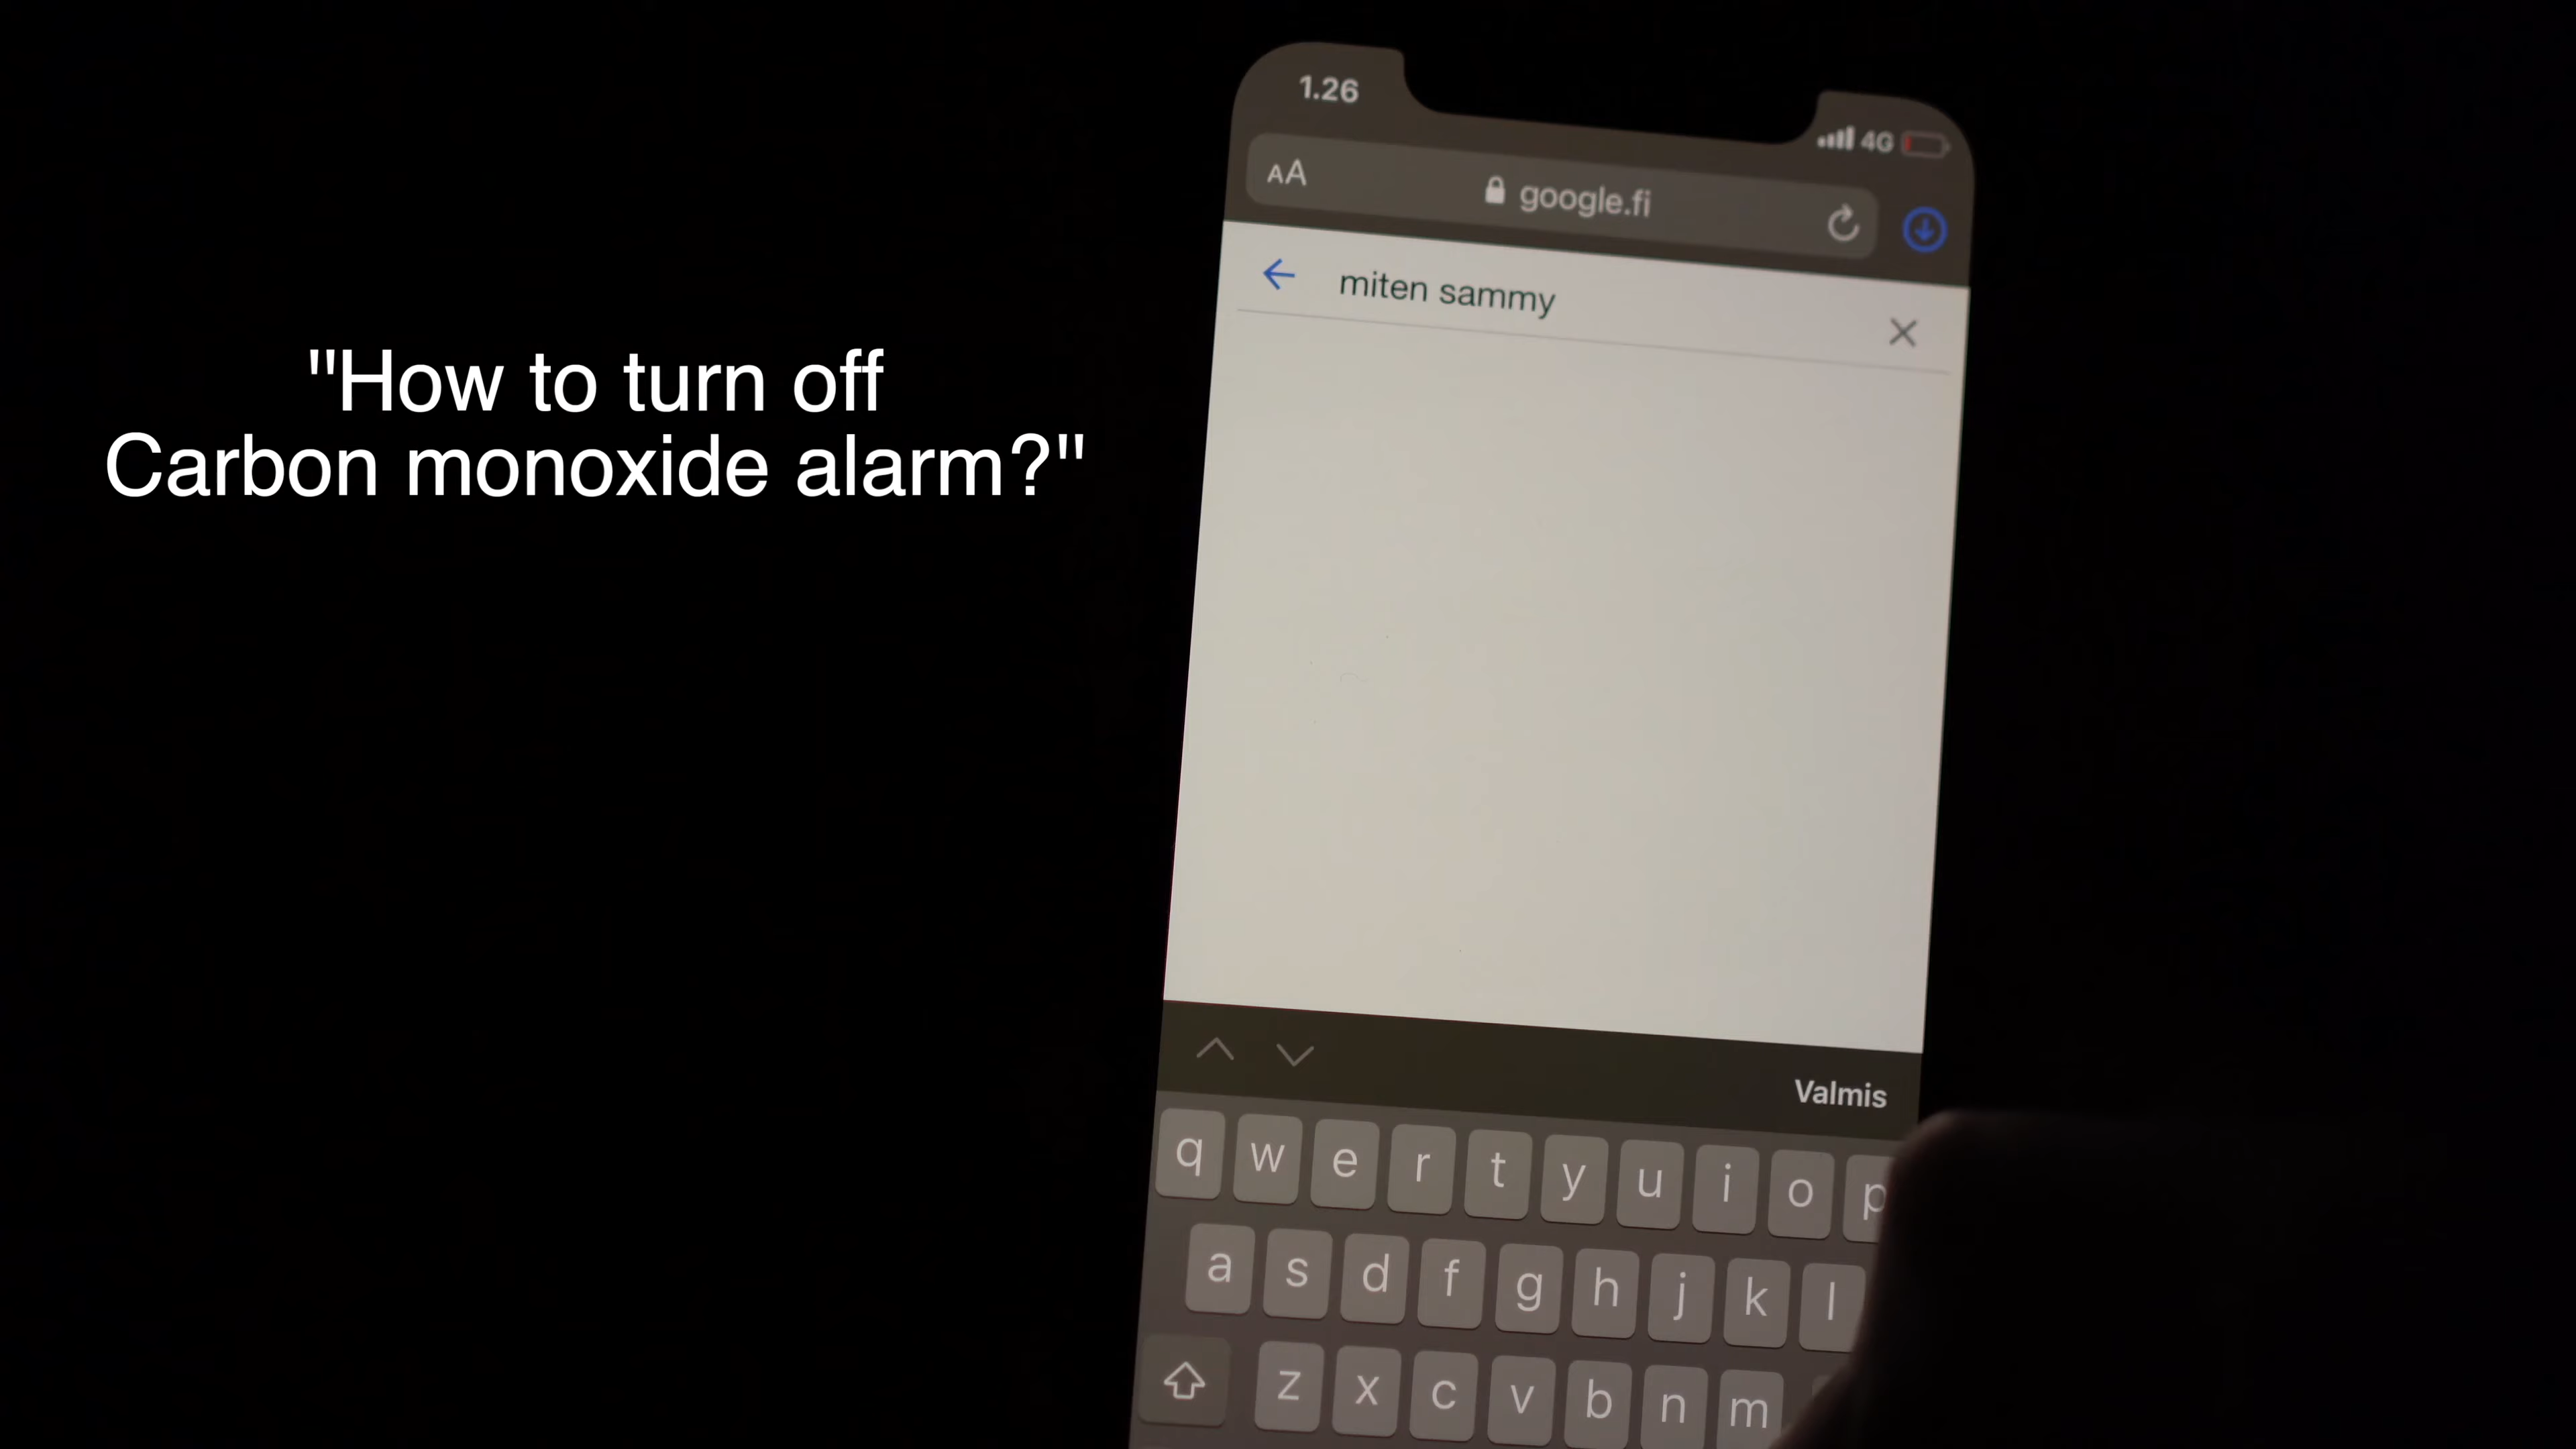 "How to turn off
Carbon monoxide alarm?"
1.26
4G
AA
google.fi
miten sammy
Valmis
q w e r t y u i o p
a s d f g h j k l
z x c v b n m